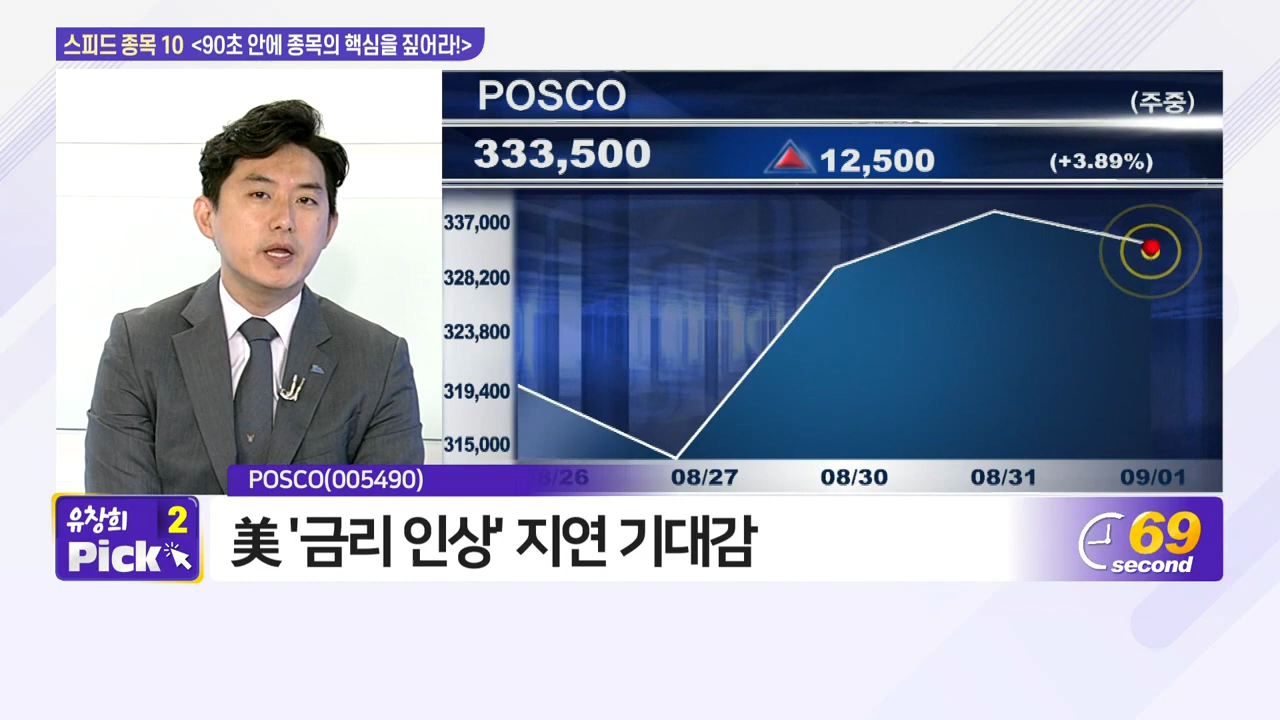 스피드 종목 10 <90초 안에 종목의 핵심을 짚어라!>
POSCO
(주중)
333,500
12,500
(+3.89%)
337,000
328,200
323,800
319,400
315,000
08/26
08/27
08/30
08/31
09/01
POSCO(005490)
유창희
2
Pick
美 '금리 인상' 지연 기대감
69
second